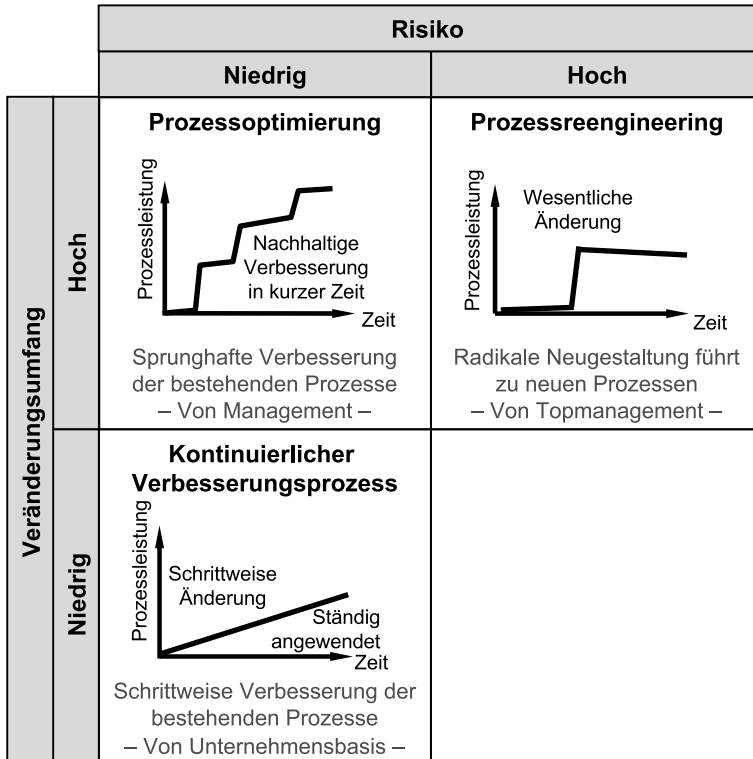 Risiko
Niedrig
Hoch
Veränderungsumfang
Hoch
Prozessoptimierung
Prozessleistung
Nachhaltige
Verbesserung
in kurzer Zeit
Zeit
Sprunghafte Verbesserung
der bestehenden Prozesse
– Von Management –
Prozessreengineering
Prozessleistung
Wesentliche
Änderung
Zeit
Radikale Neugestaltung führt
zu neuen Prozessen
– Von Topmanagement –
Niedrig
Kontinuierlicher
Verbesserungsprozess
Prozessleistung
Schrittweise
Änderung
Ständig
angewendet
Zeit
Schrittweise Verbesserung der
bestehenden Prozesse
– Von Unternehmensbasis –